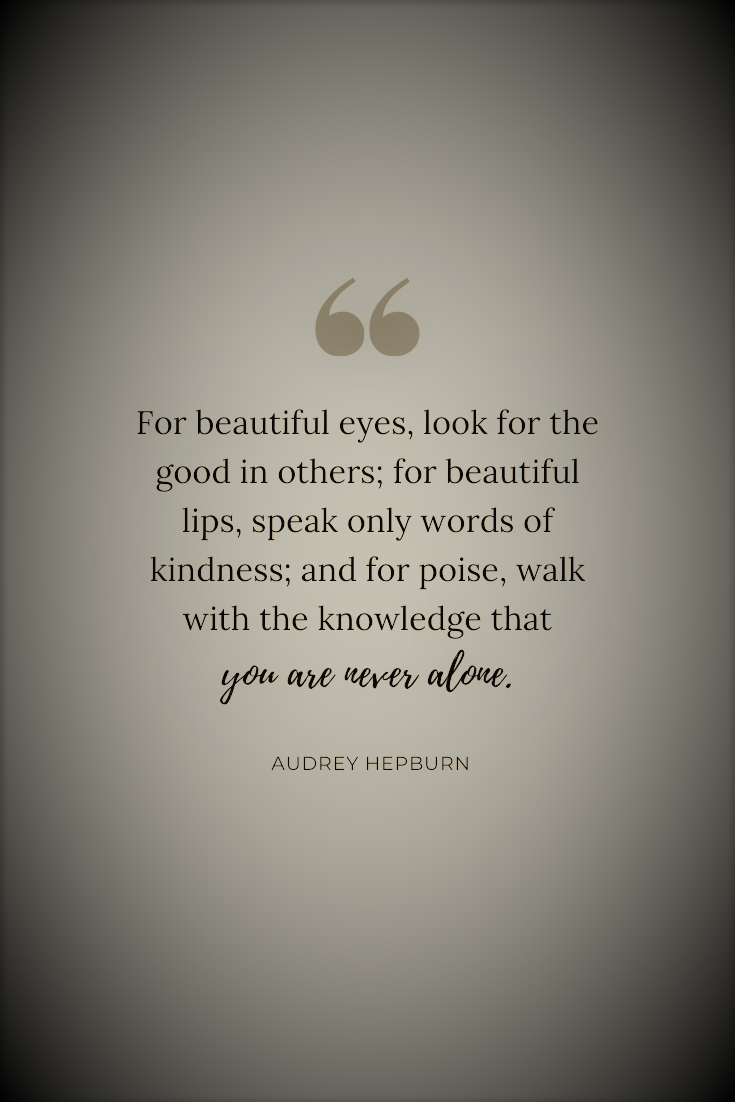 “
For beautiful eyes, look for the
good in others; for beautiful
lips, speak only words of
kindness; and for poise, walk
with the knowledge that
you are never alone.
AUDREY HEPBURN